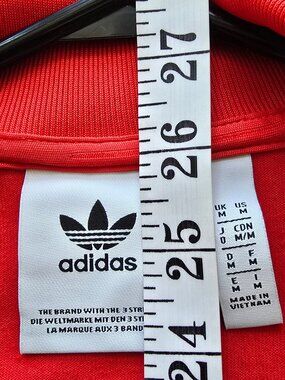 27
26
25
24
adidas
THE BRAND WITH THE 3 STR
DIE WELTMARKE MIT DEN 3 ST
LA MARQUE AUX 3 BAND
UK US
M M
J CDN
O M/M
D F
M M
E I
M M
MADE IN
VIETNAM